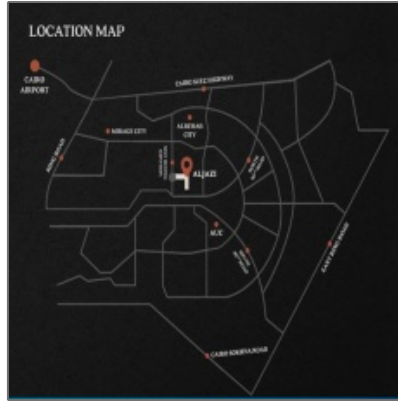 LOCATION MAP
CAIRO
AIRPORT
CAIRO SUEZ HIGHWAY
MIRAGE CITY
ALREHAB
CITY
RING ROAD
ALJAZI
AUC
EAST RING ROAD
CAIRO SOKHNA ROAD